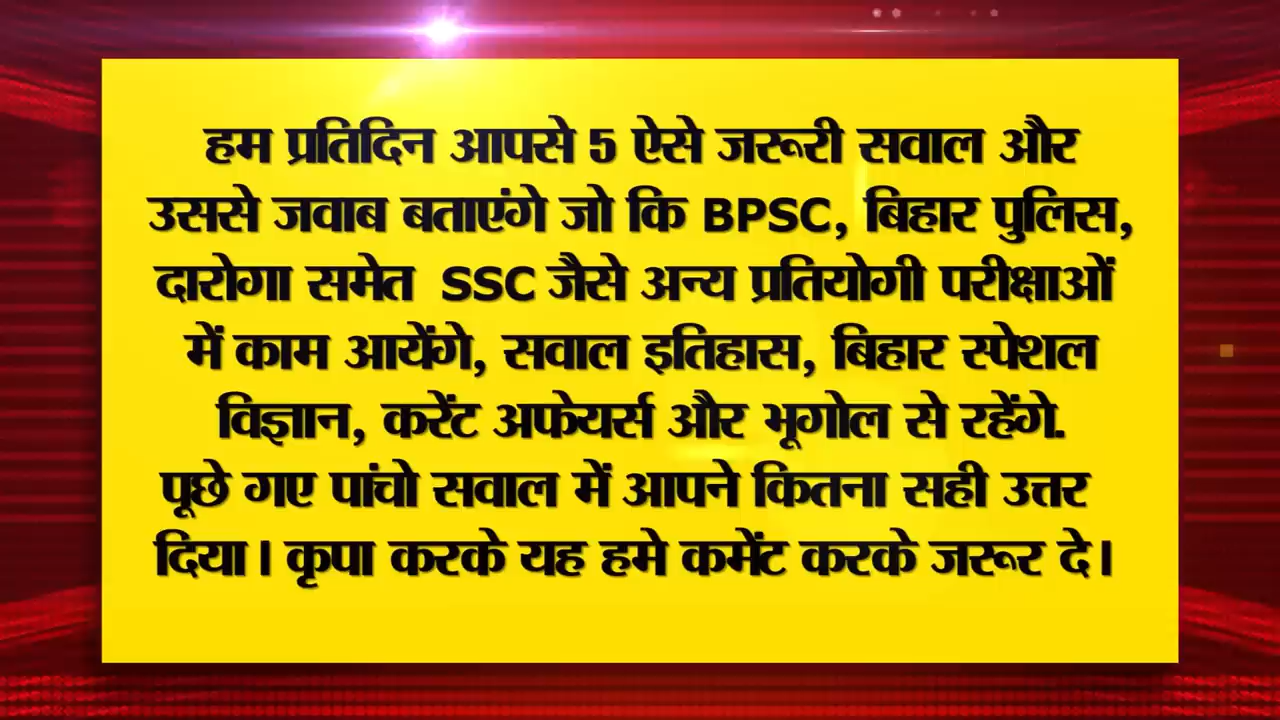 हम प्रतिदिन आपसे 5 ऐसे जरूरी सवाल और
उससे जवाब बताएंगे जो कि BPSC, बिहार पुलिस,
दारोगा समेत SSC जैसे अन्य प्रतियोगी परीक्षाओं
में काम आयेंगे, सवाल इतिहास, बिहार स्पेशल
विज्ञान, करेंट अफेयर्स और भूगोल से रहेंगे.
पूछे गए पांचो सवाल में आपने कितना सही उत्तर
दिया। कृपा करके यह हमे कमेंट करके जरूर दे।